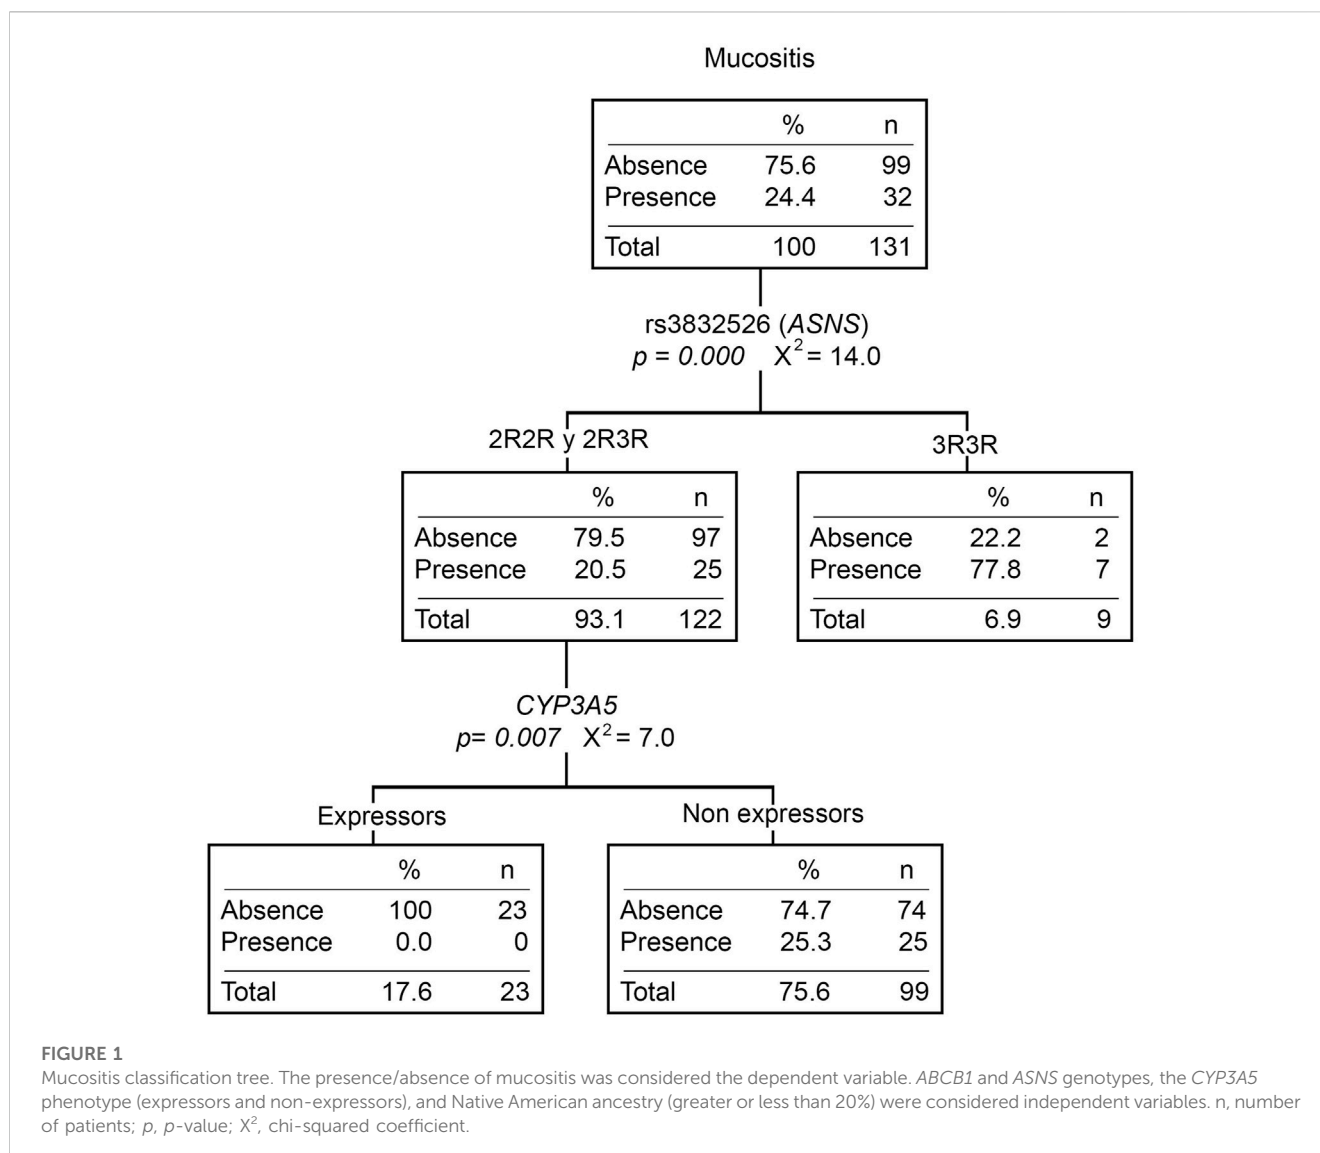 Mucositis
% n
Absence 75.6 99
Presence 24.4 32
Total 100 131
rs3832526 (ASNS)
p = 0.000 X² = 14.0
2R2R y 2R3R
% n
Absence 79.5 97
Presence 20.5 25
Total 93.1 122
3R3R
% n
Absence 22.2 2
Presence 77.8 7
Total 6.9 9
CYP3A5
p= 0.007 X² = 7.0
Expressors
% n
Absence 100 23
Presence 0.0 0
Total 17.6 23
Non expressors
% n
Absence 74.7 74
Presence 25.3 25
Total 75.6 99
FIGURE 1
Mucositis classification tree. The presence/absence of mucositis was considered the dependent variable. ABCB1 and ASNS genotypes, the CYP3A5
phenotype (expressors and non-expressors), and Native American ancestry (greater or less than 20%) were considered independent variables. n, number
of patients; p, p-value; X², chi-squared coefficient.